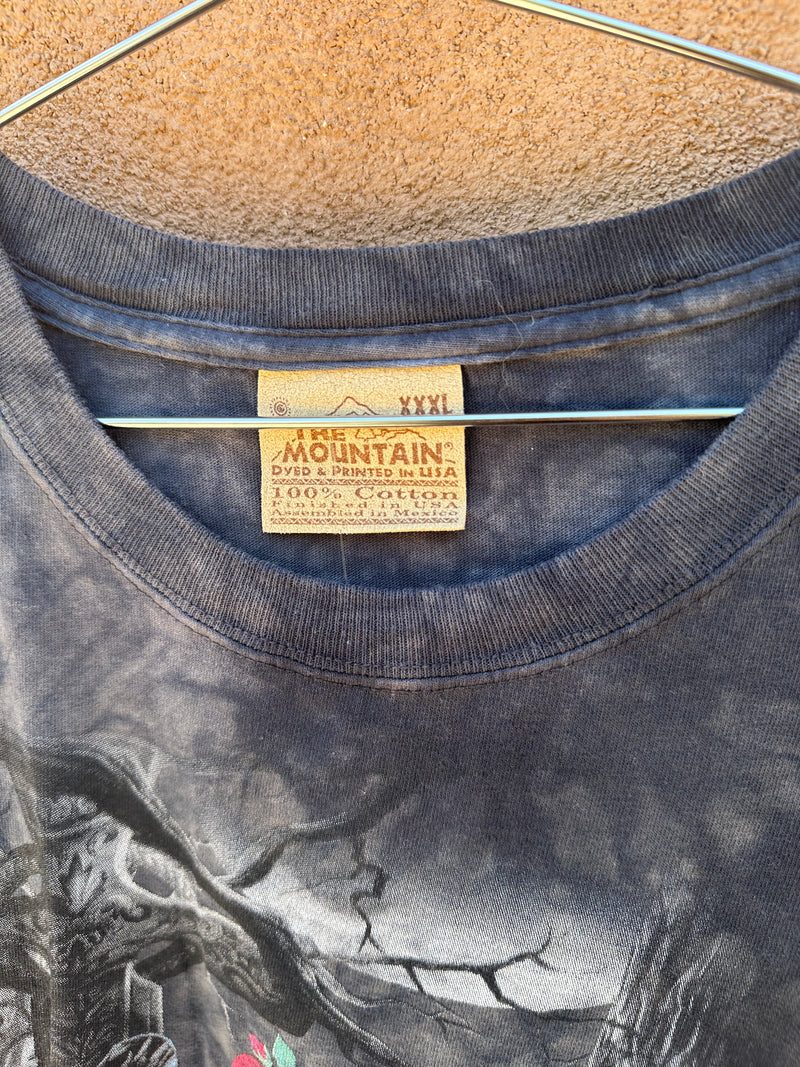 XXXL
THE
MOUNTAIN®
DYED & PRINTED IN USA
100% Cotton
Finished in USA
Assembled in Mexico